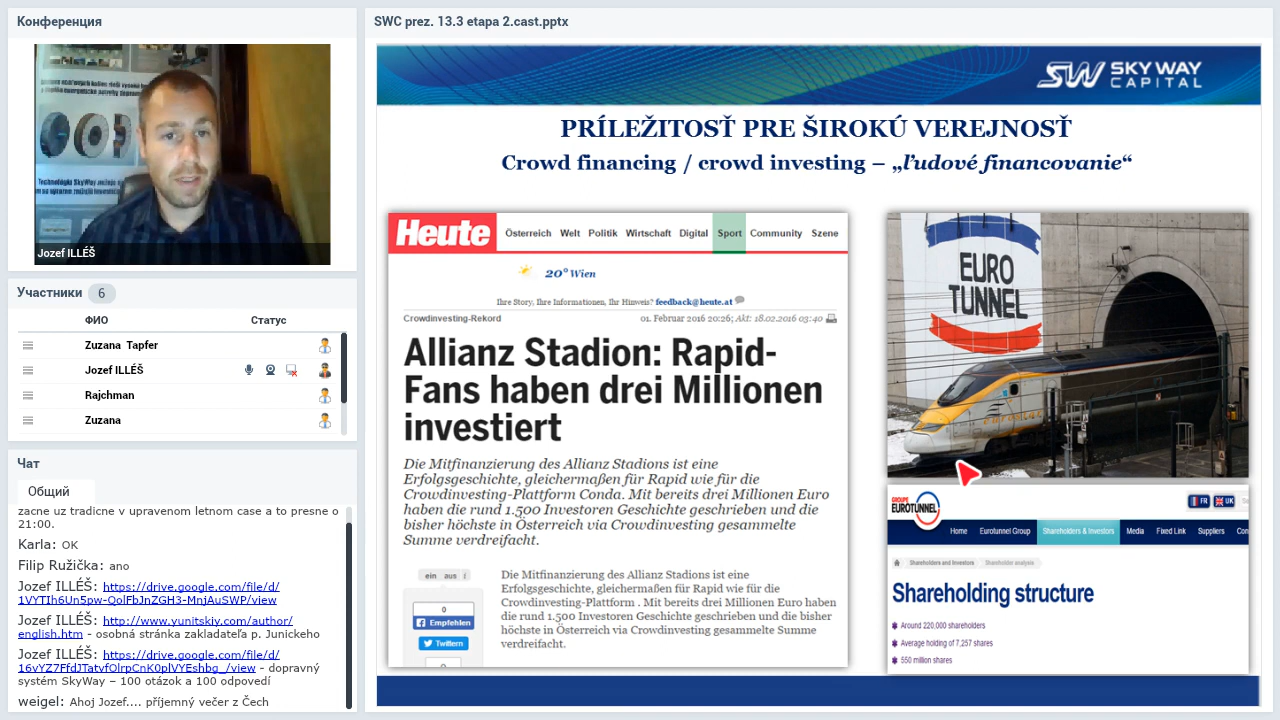 Конференция
Jozef ILLÉŠ
Участники 6
ФИО Статус
Zuzana Tapfer
Jozef ILLÉŠ
Rajchman
Zuzana
Чат
Общий
zacne uz tradicne v upravenom letnom case a to presne o
21:00.
Karla: OK
Filip Ružička: ano
Jozef ILLÉŠ: https://drive.google.com/file/d/
1VYTIh6Un5pw-QolFbJnZGH3-MnjAuSWP/view
Jozef ILLÉŠ: http://www.yunitskiy.com/author/
english.htm - osobná stránka zakladateľa p. Junickeho
Jozef ILLÉŠ: https://drive.google.com/file/d/
16vYZ7FfdJTatvfOlrpCnK0plVYEshbg_/view - dopravný
systém SkyWay – 100 otázok a 100 odpovedí
weigel: Ahoj Jozef.... příjemný večer z Čech
SWC prez. 13.3 etapa 2.cast.pptx
SW SKY WAY
CAPITAL
PRÍLEŽITOSŤ PRE ŠIROKÚ VEREJNOSŤ
Crowd financing / crowd investing – „ľudové financovanie“
Heute
Österreich Welt Politik Wirtschaft Digital Sport Community Szene
20° Wien
Ihre Story, Ihre Informationen, Ihr Hinweis? feedback@heute.at
Crowdinvesting-Rekord 01. Februar 2016 20:26; Akt: 18.02.2016 03:40
Allianz Stadion: Rapid-
Fans haben drei Millionen
investiert
Die Mitfinanzierung des Allianz Stadions ist eine
Erfolgsgeschichte, gleichermaßen für Rapid wie für die
Crowdinvesting-Plattform Conda. Mit bereits drei Millionen Euro
haben die rund 1.500 Investoren Geschichte geschrieben und die
bisher höchste in Österreich via Crowdinvesting gesammelte
Summe verdreifacht.
ein aus
0
Empfehlen
Twittern
Die Mitfinanzierung des Allianz Stadions ist eine
Erfolgsgeschichte, gleichermaßen für Rapid wie für die
Crowdinvesting-Plattform . Mit bereits drei Millionen Euro haben
die rund 1.500 Investoren Geschichte geschrieben und die bisher
höchste in Österreich via Crowdinvesting gesammelte Summe
verdreifacht.
EURO
TUNNEL
GROUPE
EUROTUNNEL
FR UK
Home Eurotunnel Group Shareholders & Investors Media Fixed Link Suppliers Con
Shareholders and Investors Shareholder analysis
Shareholding structure
Around 220,000 shareholders
Average holding of 7,257 shares
550 million shares